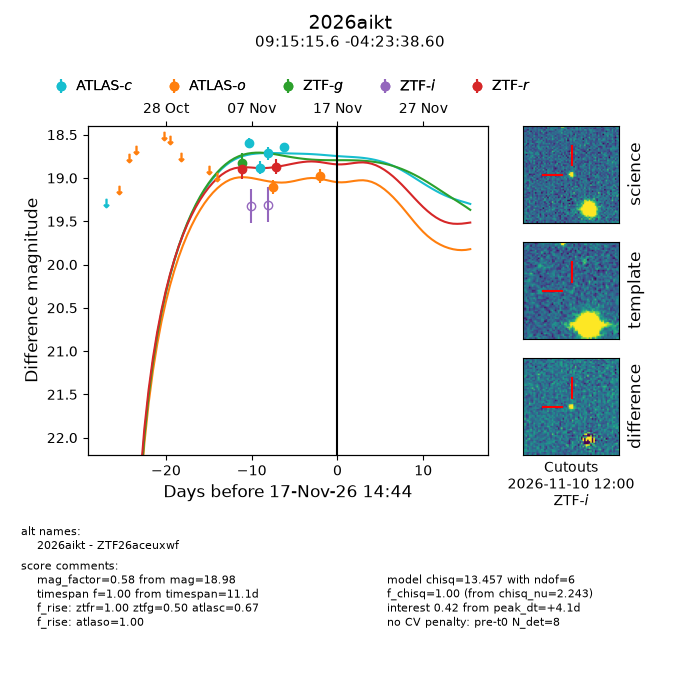 2026aikt
09:15:15.6 -04:23:38.60
ATLAS-c ATLAS-o ZTF-g ZTF-i ZTF-r
28 Oct 07 Nov 17 Nov 27 Nov
18.5
19.0
19.5
20.0
20.5
21.0
21.5
22.0
Difference magnitude
−20 −10 0 10
Days before 17-Nov-26 14:44
science
template
difference
Cutouts
2026-11-10 12:00
ZTF-i
alt names:
2026aikt - ZTF26aceuxwf
score comments:
mag_factor=0.58 from mag=18.98
timespan f=1.00 from timespan=11.1d
f_rise: ztfr=1.00 ztfg=0.50 atlasc=0.67
f_rise: atlaso=1.00
model chisq=13.457 with ndof=6
f_chisq=1.00 (from chisq_nu=2.243)
interest 0.42 from peak_dt=+4.1d
no CV penalty: pre-t0 N_det=8